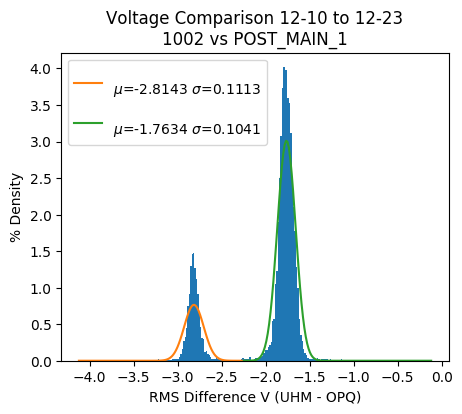 Voltage Comparison 12-10 to 12-23
1002 vs POST_MAIN_1
μ=-2.8143 σ=0.1113
μ=-1.7634 σ=0.1041
% Density
4.0
3.5
3.0
2.5
2.0
1.5
1.0
0.5
0.0
−4.0 −3.5 −3.0 −2.5 −2.0 −1.5 −1.0 −0.5 0.0
RMS Difference V (UHM - OPQ)